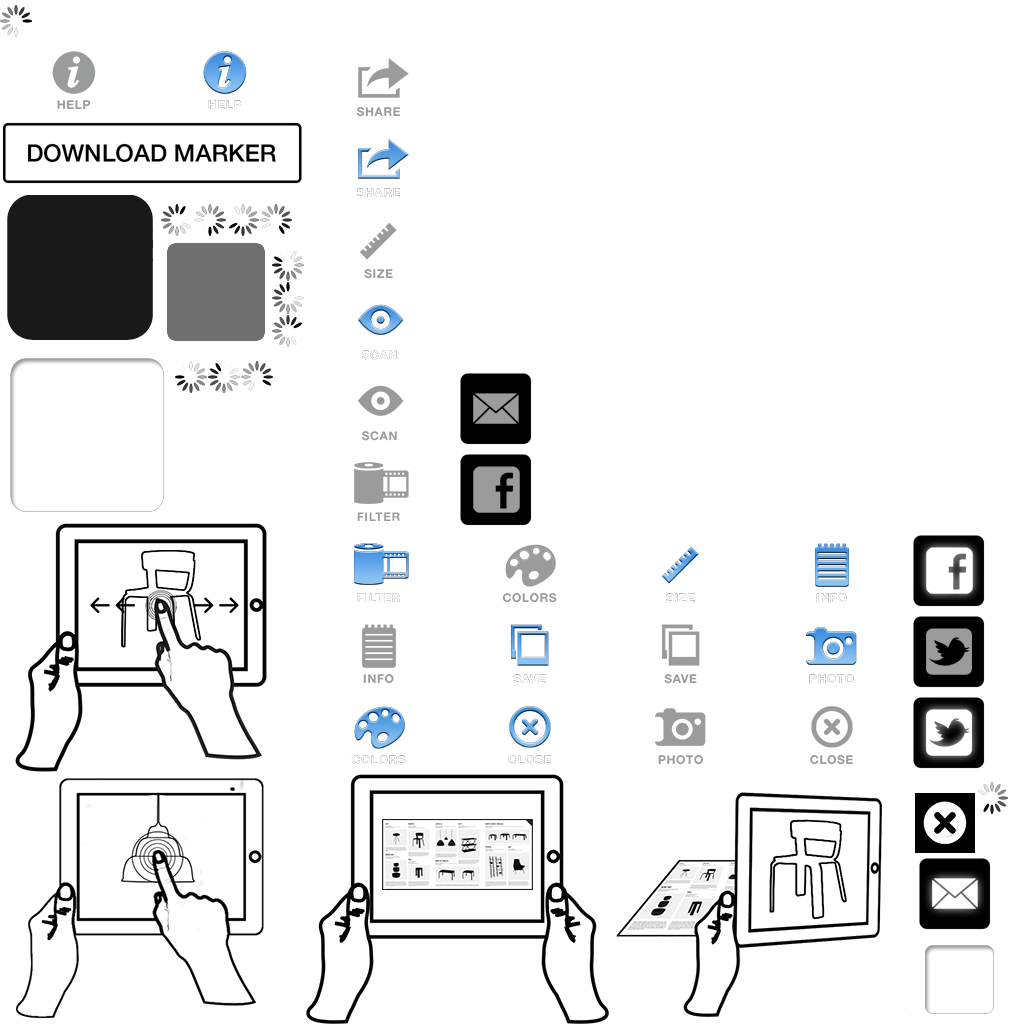 HELP
HELP
SHARE
DOWNLOAD MARKER
SHARE
SIZE
SCAN
SCAN
FILTER
FILTER
COLORS
SIZE
INFO
INFO
SAVE
SAVE
PHOTO
COLORS
CLOSE
PHOTO
CLOSE